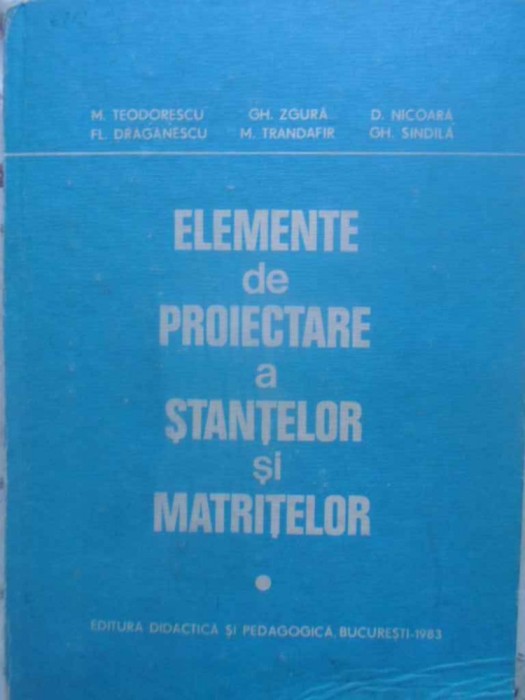 M. TEODORESCU GH. ZGURĂ D. NICOARĂ
FL. DRĂGĂNESCU M. TRANDAFIR GH. SINDILĂ
ELEMENTE
de
PROIECTARE
a
ȘTANȚELOR
și
MATRIȚELOR
EDITURA DIDACTICĂ ȘI PEDAGOGICĂ, BUCUREȘTI-1983